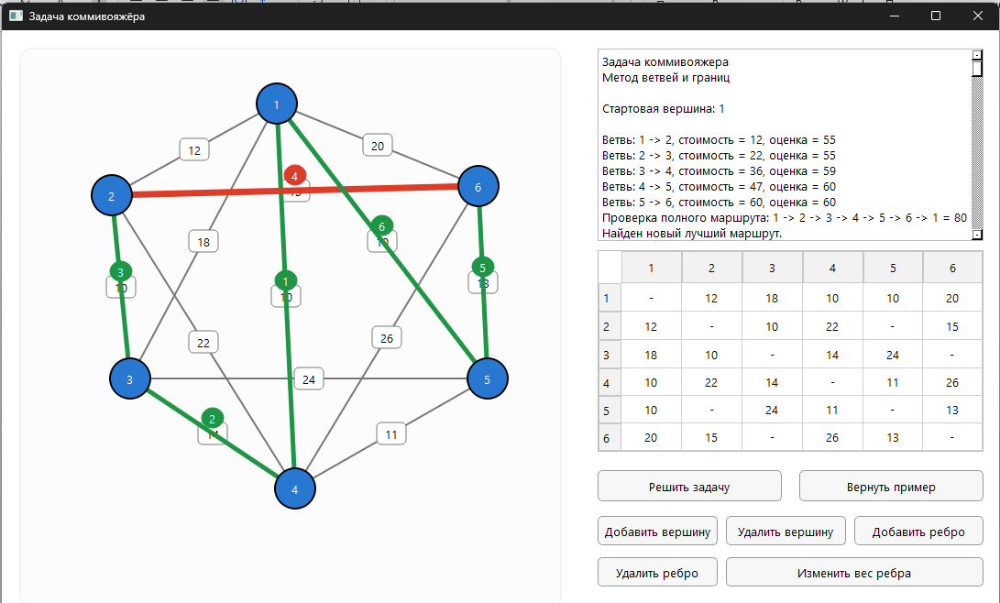 Задача коммивояжёра
1
12
20
4
2
6
18
6
3
5
1
22
26
3
24
5
2
11
4
Задача коммивояжера
Метод ветвей и границ
Стартовая вершина: 1
Ветвь: 1 -> 2, стоимость = 12, оценка = 55
Ветвь: 2 -> 3, стоимость = 22, оценка = 55
Ветвь: 3 -> 4, стоимость = 36, оценка = 59
Ветвь: 4 -> 5, стоимость = 47, оценка = 60
Ветвь: 5 -> 6, стоимость = 60, оценка = 60
Проверка полного маршрута: 1 -> 2 -> 3 -> 4 -> 5 -> 6 -> 1 = 80
Найден новый лучший маршрут.
1 2 3 4 5 6
1 - 12 18 10 10 20
2 12 - 10 22 - 15
3 18 10 - 14 24 -
4 10 22 14 - 11 26
5 10 - 24 11 - 13
6 20 15 - 26 13 -
Решить задачу Вернуть пример
Добавить вершину Удалить вершину Добавить ребро
Удалить ребро Изменить вес ребра